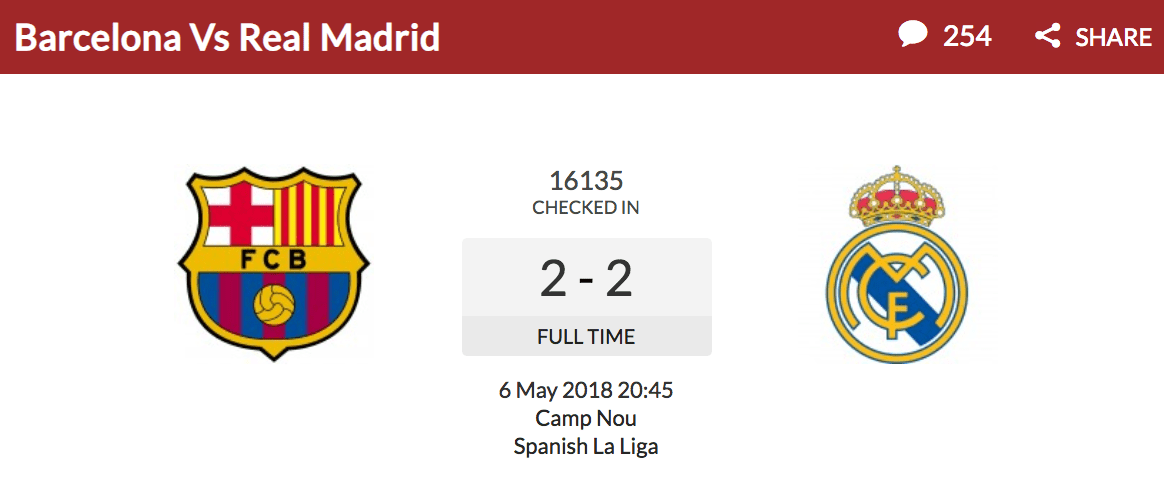 Barcelona Vs Real Madrid
254
SHARE
16135
CHECKED IN
FCB
2 - 2
FULL TIME
6 May 2018 20:45
Camp Nou
Spanish La Liga